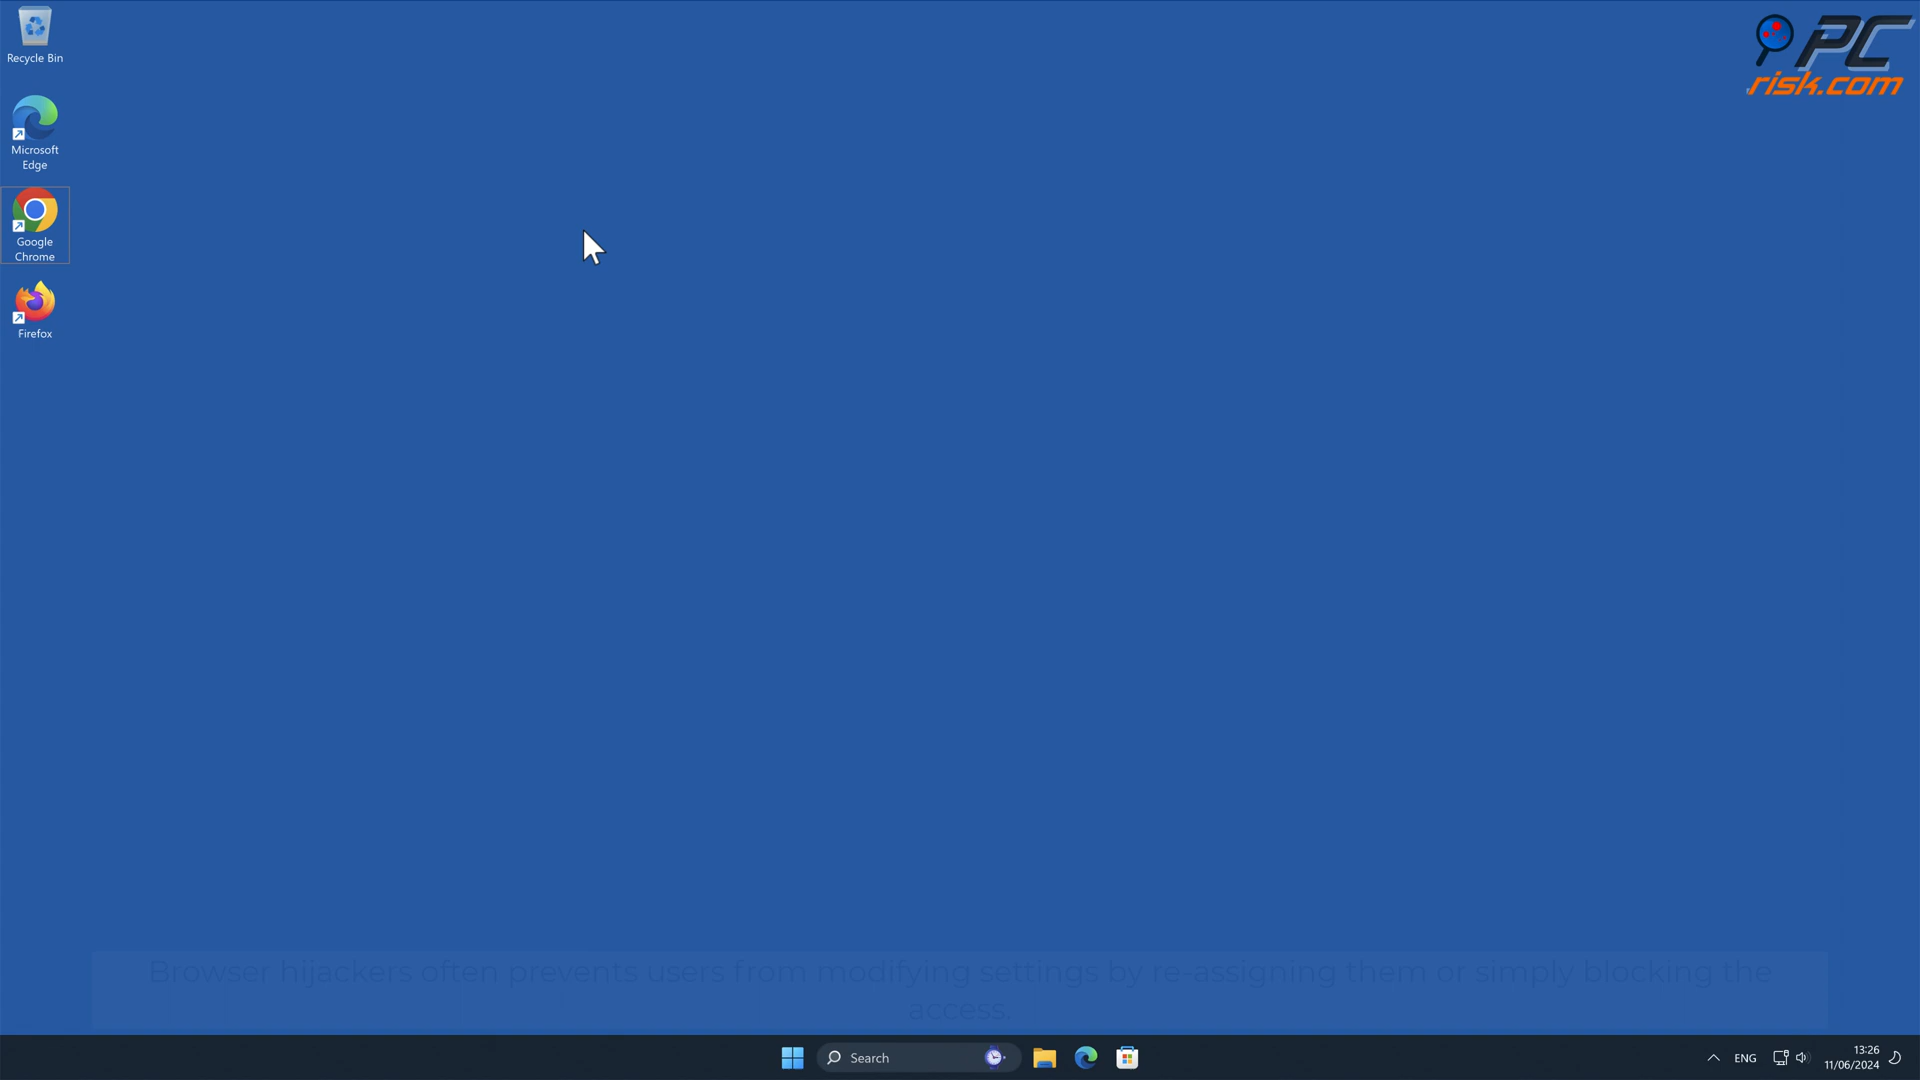 Recycle Bin
PC
risk.com
Microsoft
Edge
Google
Chrome
Firefox
Browser hijackers often prevents users from modifying settings by re-assigning them or simply blocking the
access.
Search
ENG
13:26
11/06/2024